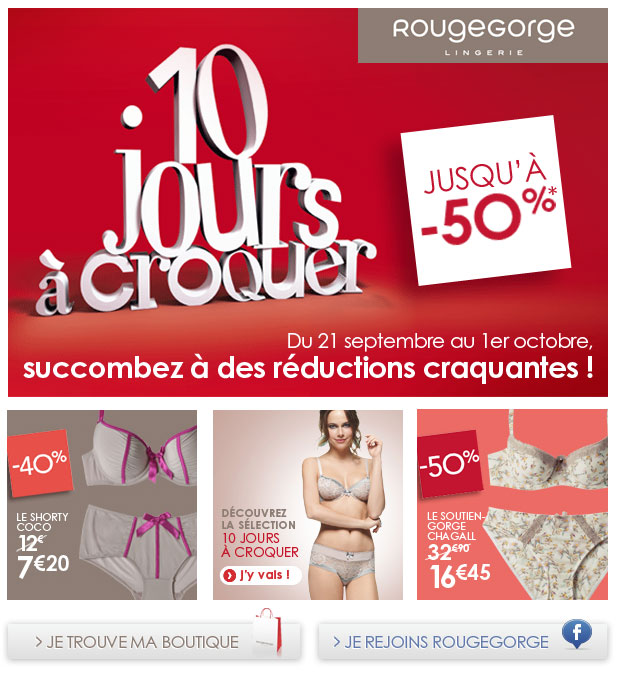 ROUGEGORGE
LINGERIE
10
jours
à croquer
JUSQU'À
-50%*
Du 21 septembre au 1er octobre,
succombez à des réductions craquantes !
-40%
LE SHORTY
COCO
12€
7€20
DÉCOUVREZ
LA SÉLECTION
10 JOURS
À CROQUER
j'y vais !
-50%
LE SOUTIEN-
GORGE
CHAGALL
32€90
16€45
> JE TROUVE MA BOUTIQUE
> JE REJOINS ROUGEGORGE
f